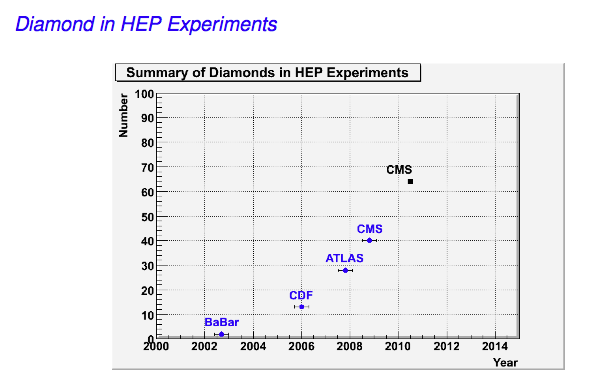 Diamond in HEP Experiments
Summary of Diamonds in HEP Experiments
Number
100
90
80
70
60
50
40
30
20
10
0
CMS
CMS
ATLAS
CDF
BaBar
2000 2002 2004 2006 2008 2010 2012 2014
Year